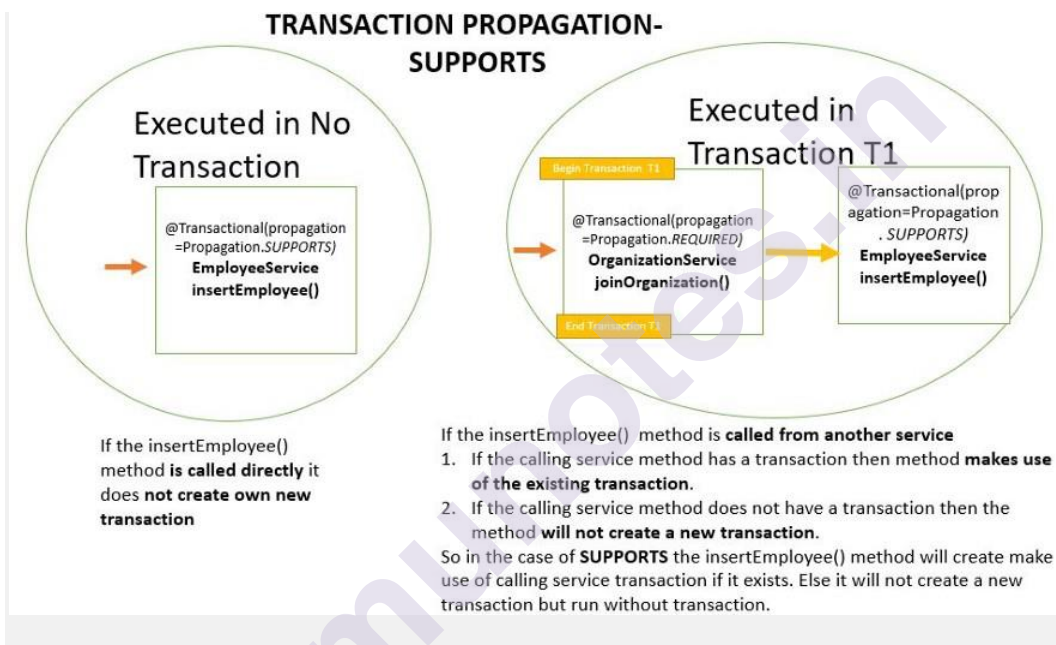 TRANSACTION PROPAGATION-
SUPPORTS
Executed in No
Transaction
@Transactional(propagation
=Propagation.SUPPORTS)
EmployeeService
insertEmployee()
If the insertEmployee()
method is called directly it
does not create own new
transaction
Executed in
Transaction T1
Begin Transaction T1
@Transactional(propagation
=Propagation.REQUIRED)
OrganizationService
joinOrganization()
End Transaction T1
@Transactional(prop
agation=Propagation
. SUPPORTS)
EmployeeService
insertEmployee()
If the insertEmployee() method is called from another service
1. If the calling service method has a transaction then method makes use
of the existing transaction.
2. If the calling service method does not have a transaction then the
method will not create a new transaction.
So in the case of SUPPORTS the insertEmployee() method will create make
use of calling service transaction if it exists. Else it will not create a new
transaction but run without transaction.
munotes.in